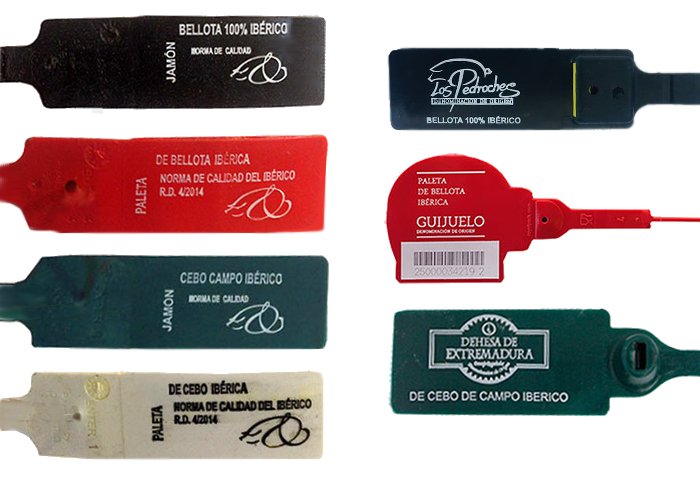 BELLOTA 100% IBÉRICO
JAMÓN
NORMA DE CALIDAD
DE BELLOTA IBÉRICA
PALETA
NORMA DE CALIDAD DEL IBÉRICO
R.D. 4/2014
CEBO CAMPO IBÉRICO
JAMÓN
NORMA DE CALIDAD
DE CEBO IBÉRICA
PALETA
NORMA DE CALIDAD DEL IBÉRICO
R.D. 4/2014
Los Pedroches
DENOMINACIÓN DE ORIGEN
BELLOTA 100% IBÉRICO
PALETA
DE BELLOTA
IBÉRICA
GUIJUELO
DENOMINACIÓN DE ORIGEN
25000034219 2
DEHESA DE
EXTREMADURA
DE CEBO DE CAMPO IBERICO